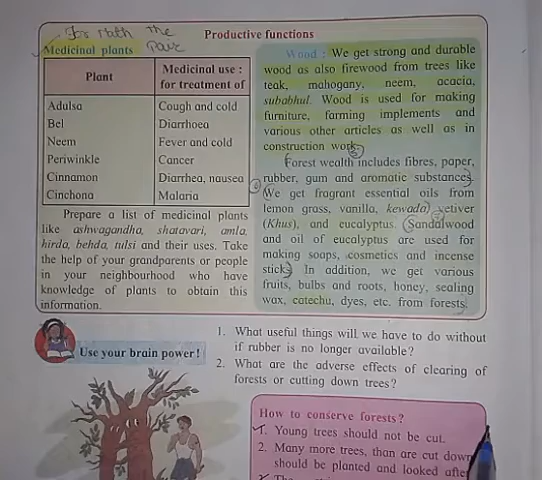 for math the
pair
Productive functions
Medicinal plants
Plant
Medicinal use :
for treatment of
Adulsa
Cough and cold
Bel
Diarrhoea
Neem
Fever and cold
Periwinkle
Cancer
Cinnamon
Diarrhea, nausea
Cinchona
Malaria
Prepare a list of medicinal plants
like ashwagandha, shatavari, amla,
hirda, behda, tulsi and their uses. Take
the help of your grandparents or people
in your neighbourhood who have
knowledge of plants to obtain this
information.
Wood : We get strong and durable
wood as also firewood from trees like
teak, mahogany, neem, acacia,
subabhul. Wood is used for making
furniture, farming implements and
various other articles as well as in
construction work.
Forest wealth includes fibres, paper,
rubber, gum and aromatic substances.
We get fragrant essential oils from
lemon grass, vanilla, kewada, vetiver
(Khus), and eucalyptus. Sandalwood
and oil of eucalyptus are used for
making soaps, cosmetics and incense
sticks. In addition, we get various
fruits, bulbs and roots, honey, sealing
wax, catechu, dyes, etc. from forests.
Use your brain power!
1. What useful things will we have to do without
if rubber is no longer available?
2. What are the adverse effects of clearing of
forests or cutting down trees?
How to conserve forests?
1. Young trees should not be cut.
2. Many more trees, than are cut down
should be planted and looked after